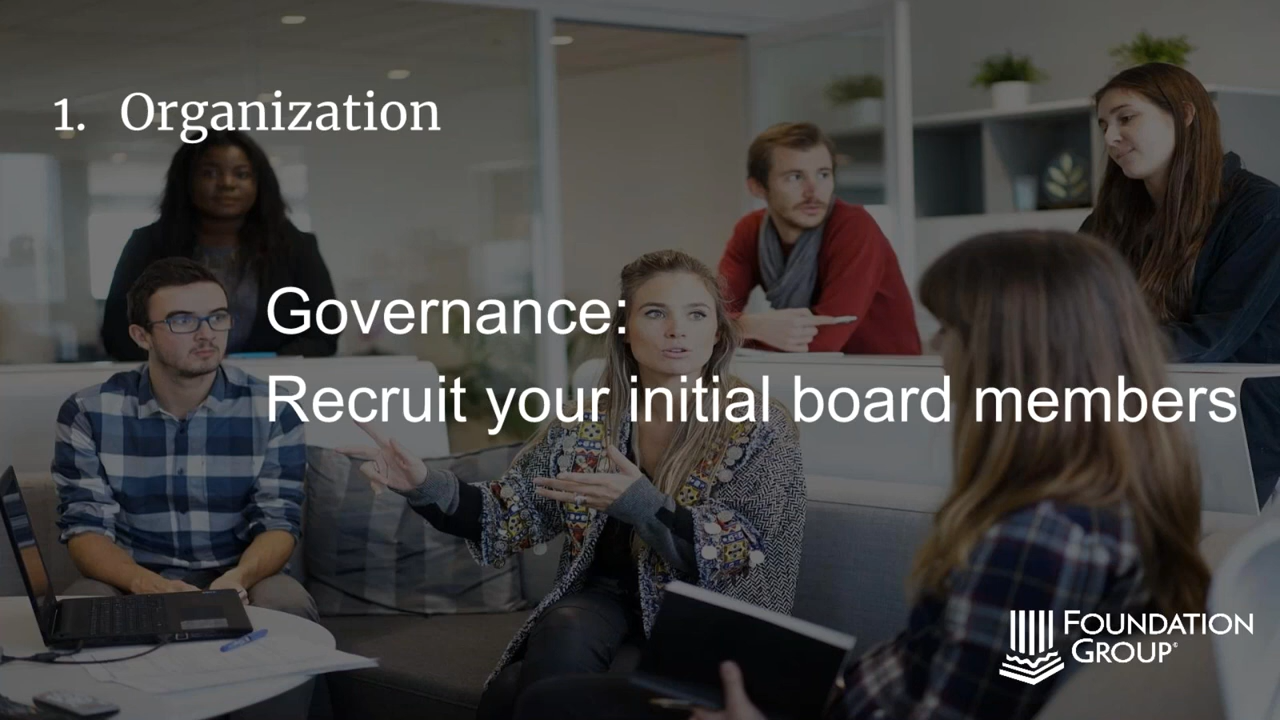 1. Organization
Governance:
Recruit your initial board members
FOUNDATION
GROUP®